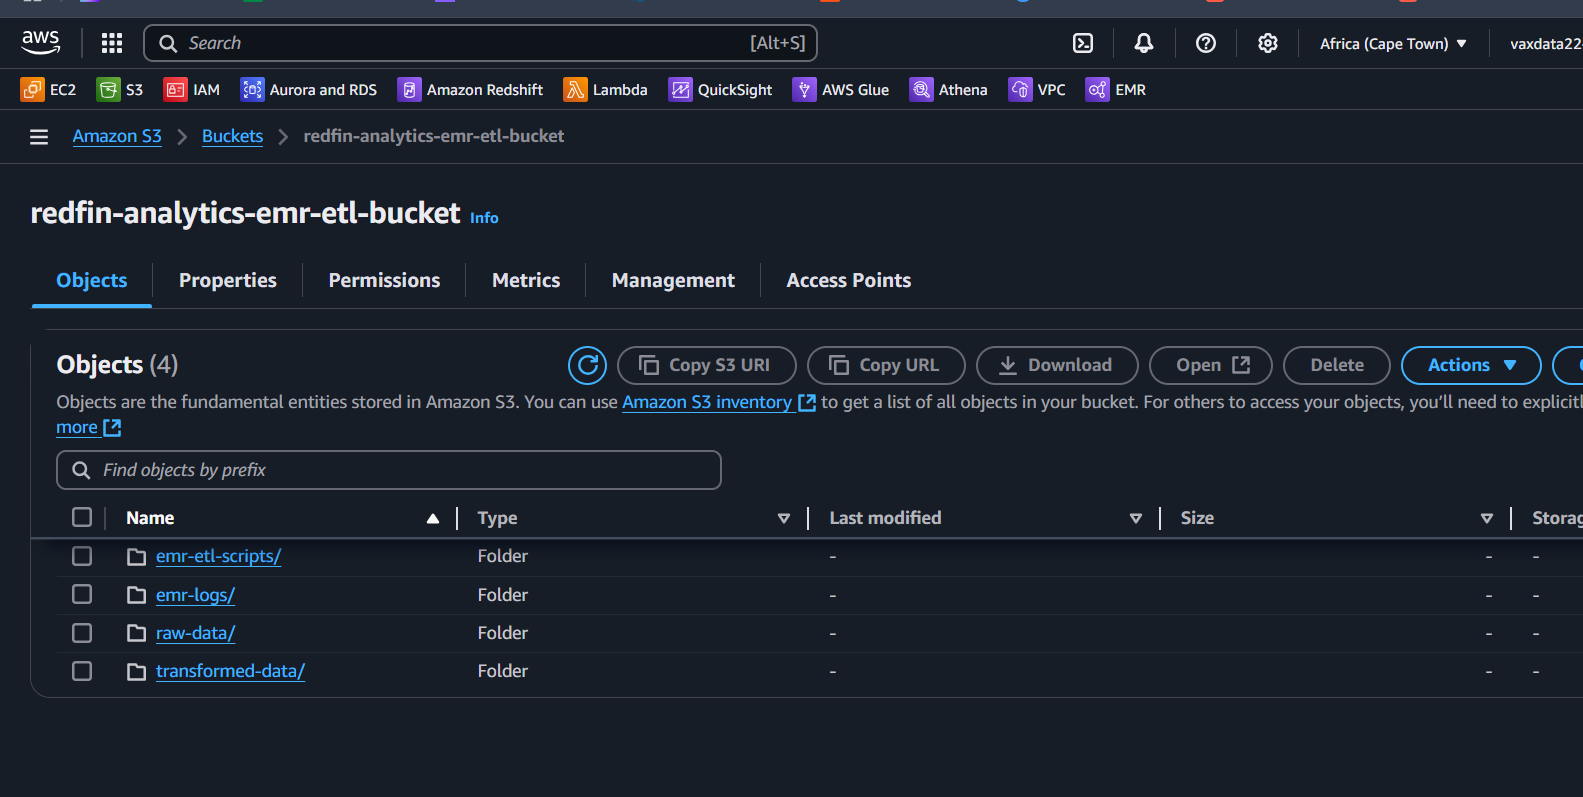 aws Search [Alt+S] Africa (Cape Town) vaxdata22
EC2 S3 IAM Aurora and RDS Amazon Redshift Lambda QuickSight AWS Glue Athena VPC EMR
Amazon S3 Buckets redfin-analytics-emr-etl-bucket
redfin-analytics-emr-etl-bucket Info
Objects Properties Permissions Metrics Management Access Points
Objects (4) Copy S3 URI Copy URL Download Open Delete Actions
Objects are the fundamental entities stored in Amazon S3. You can use Amazon S3 inventory to get a list of all objects in your bucket. For others to access your objects, you’ll need to
more
Find objects by prefix
Name Type Last modified Size
emr-etl-scripts/ Folder - - -
emr-logs/ Folder - - -
raw-data/ Folder - - -
transformed-data/ Folder - - -